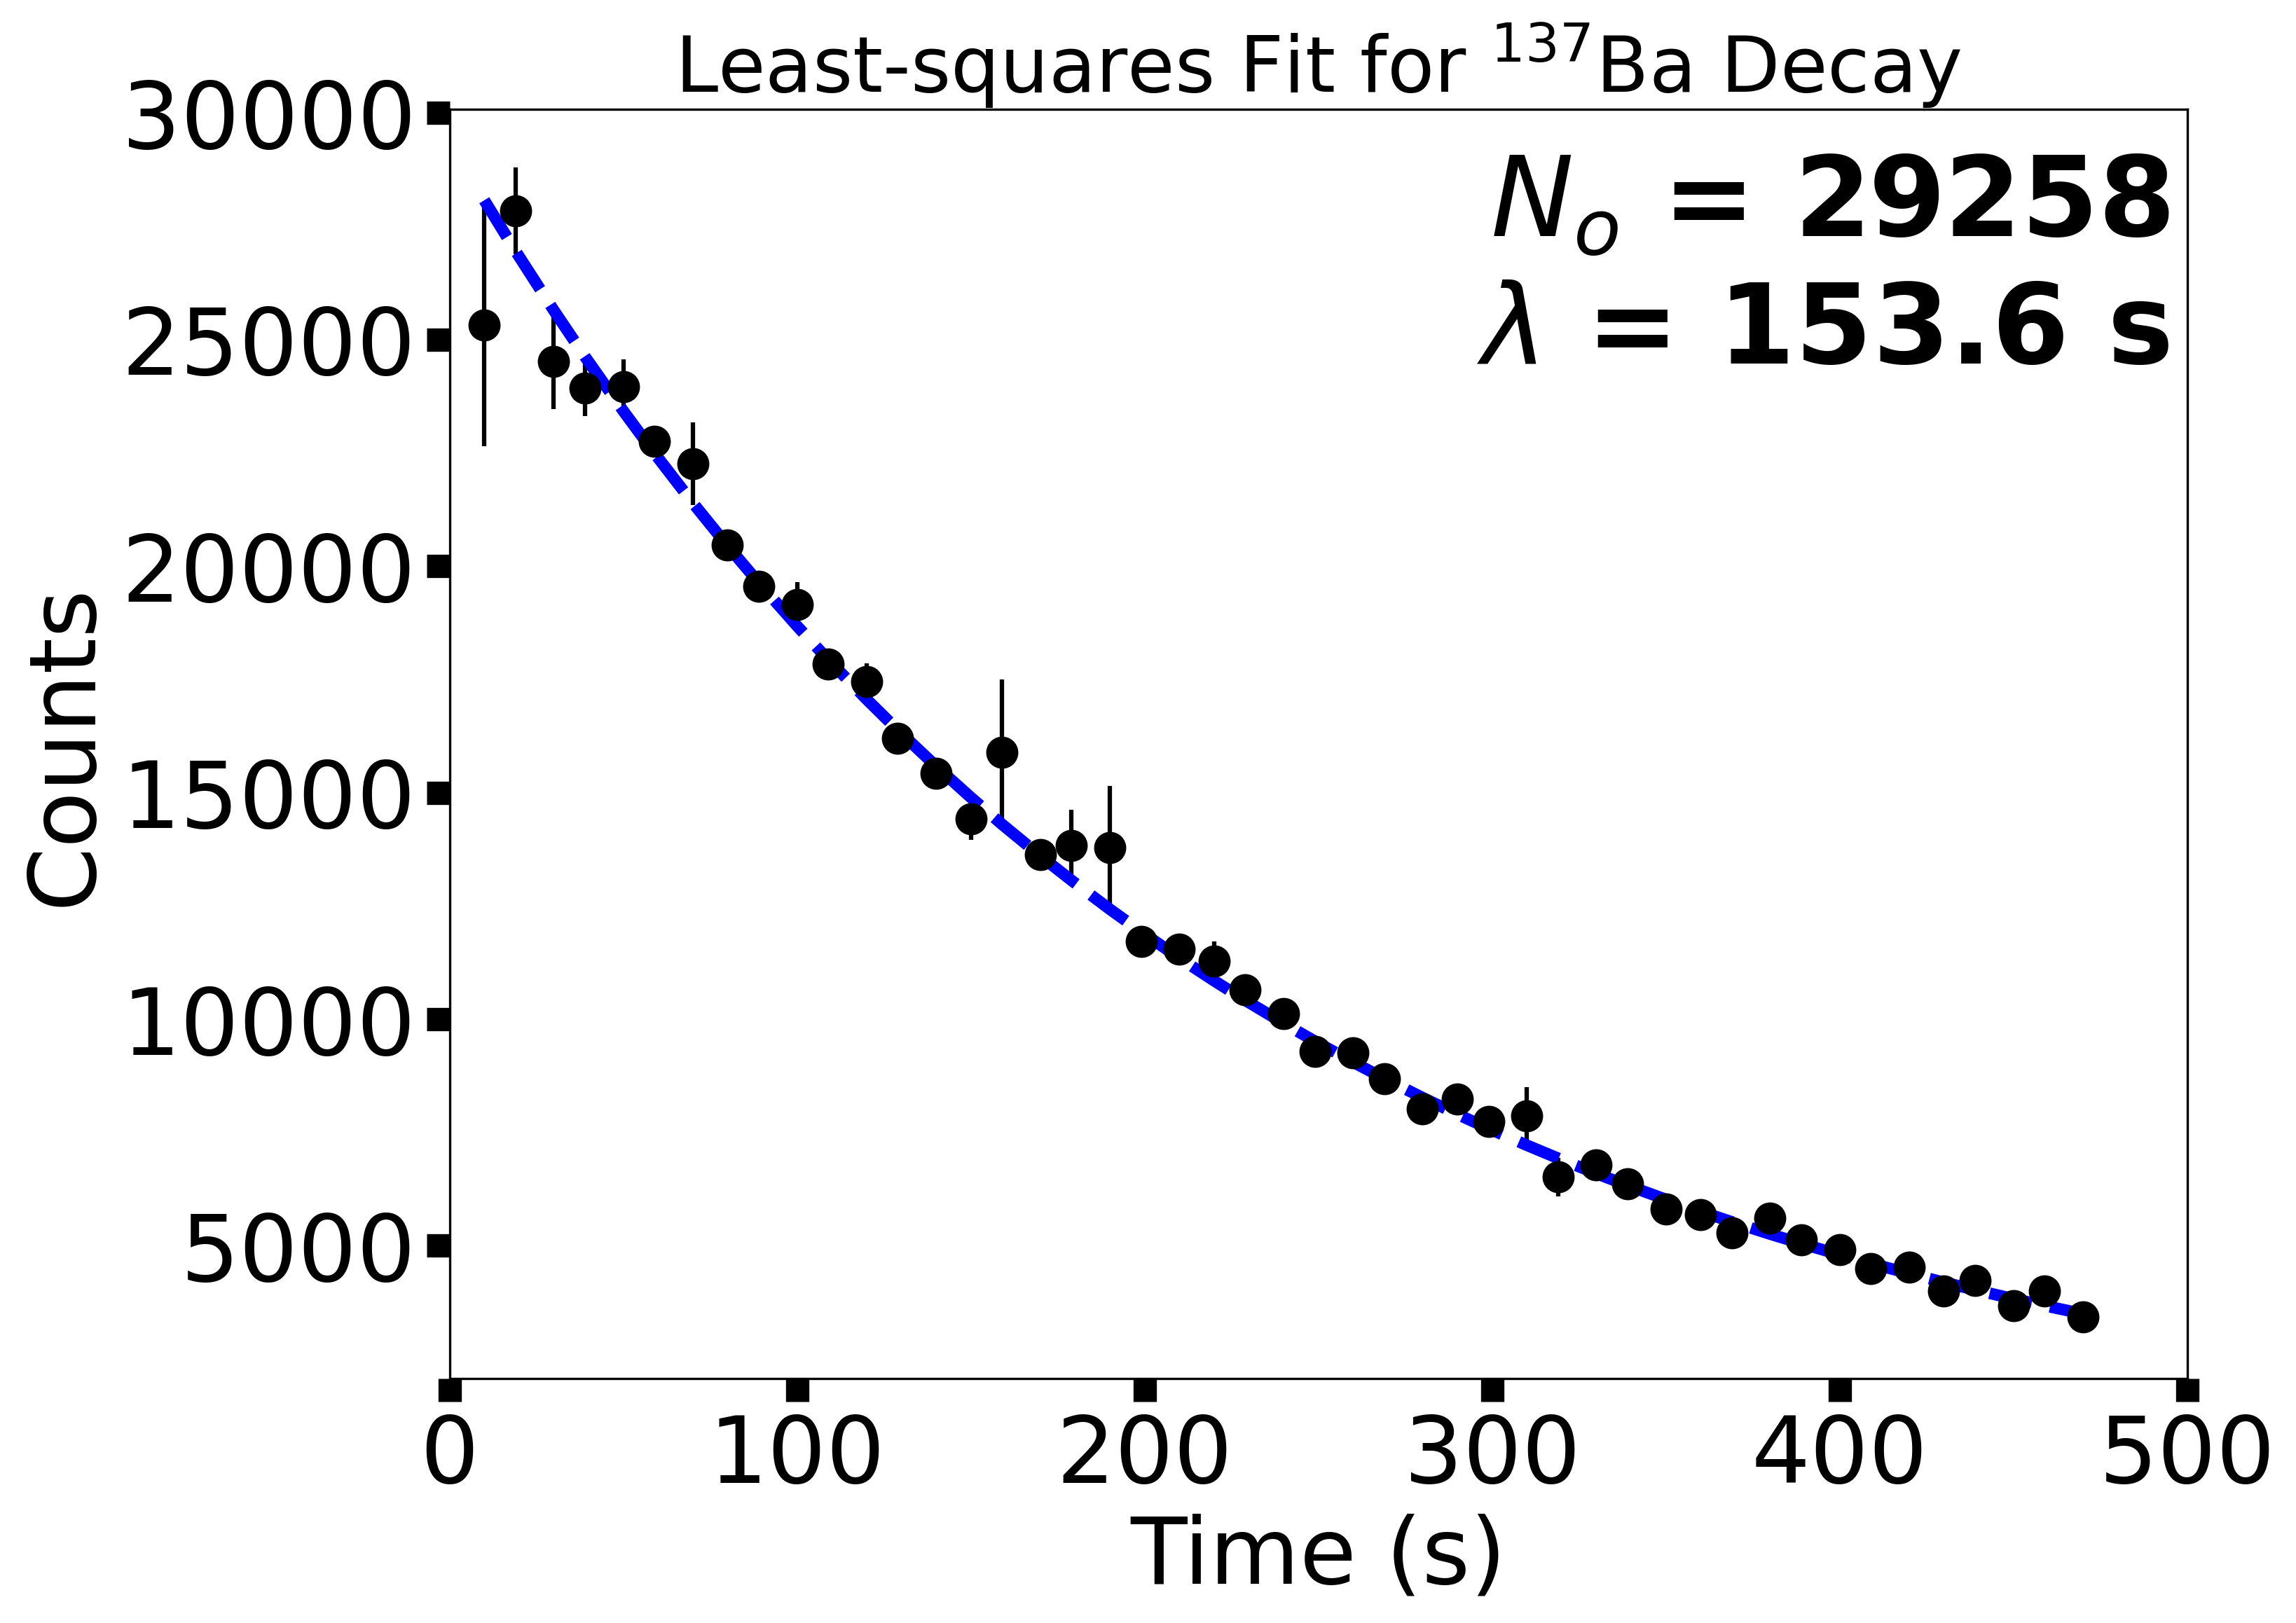 Least-squares Fit for ¹³⁷Ba Decay
Nₒ = 29258
λ = 153.6 s
Counts
30000
25000
20000
15000
10000
5000
0 100 200 300 400 500
Time (s)